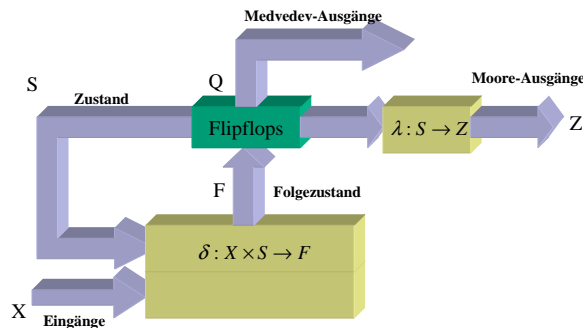 Medvedev-Ausgänge
S
Q
Zustand
Moore-Ausgänge
Flipflops
λ : S → Z
Z
F
Folgezustand
δ : X × S → F
X
Eingänge